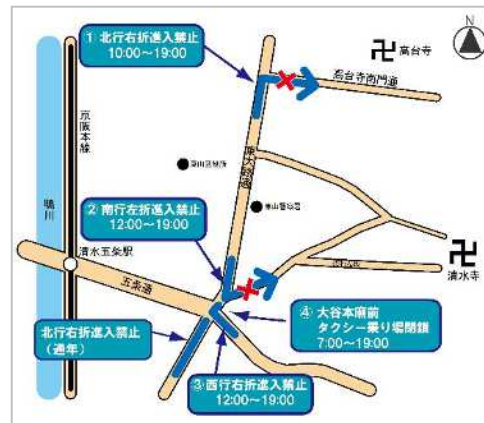 ① 北行右折進入禁止
10:00～19:00
N
高台寺
高台寺南門通
京阪本線
鴨川
東大路通
② 南行左折進入禁止
12:00～19:00
清水五条駅
五条通
清水寺
北行右折進入禁止
（通年）
④ 大谷本廟前
タクシー乗り場閉鎖
7:00～19:00
③ 西行右折進入禁止
12:00～19:00